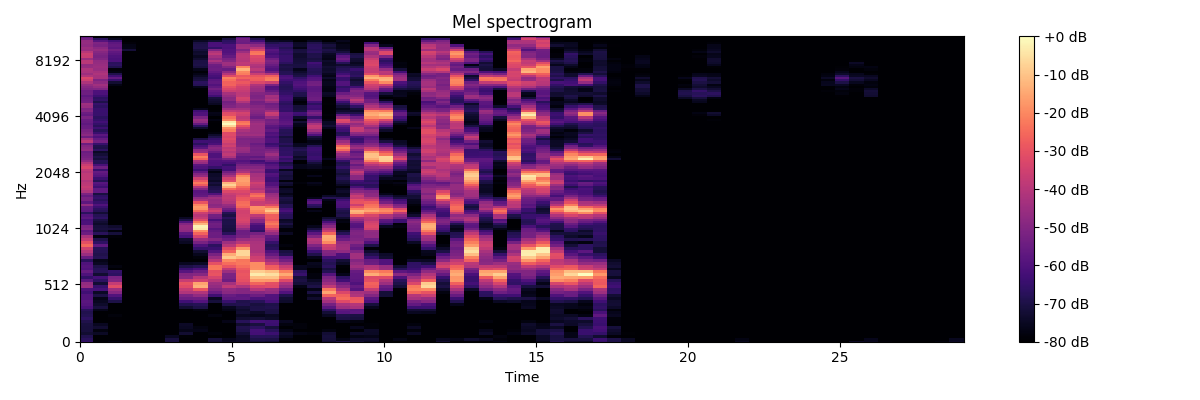 Mel spectrogram
Hz
8192
4096
2048
1024
512
0
0 5 10 15 20 25
Time
+0 dB
-10 dB
-20 dB
-30 dB
-40 dB
-50 dB
-60 dB
-70 dB
-80 dB